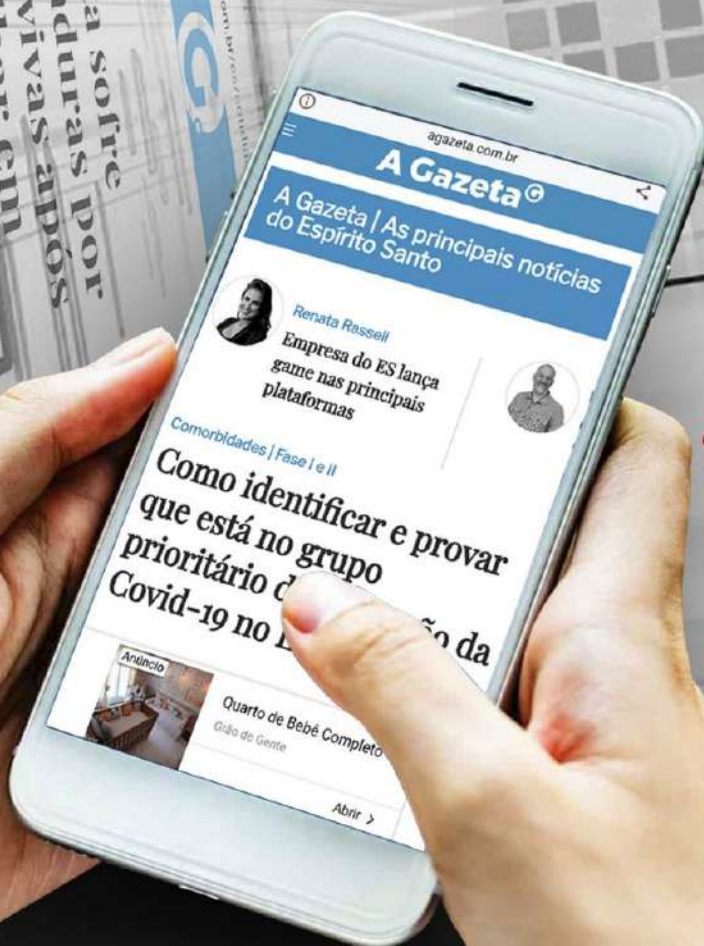 a sofre
duras por
vivas após
agazeta.com.br
A Gazeta G
A Gazeta | As principais notícias
do Espírito Santo
Renata Rassell
Empresa do ES lança
game nas principais
plataformas
Comorbidades | Fase I e II
Como identificar e provar
que está no grupo
prioritário
Covid-19 no
da
Anúncio
Quarto de Bebê Completo
Grão de Gente
Abrir >